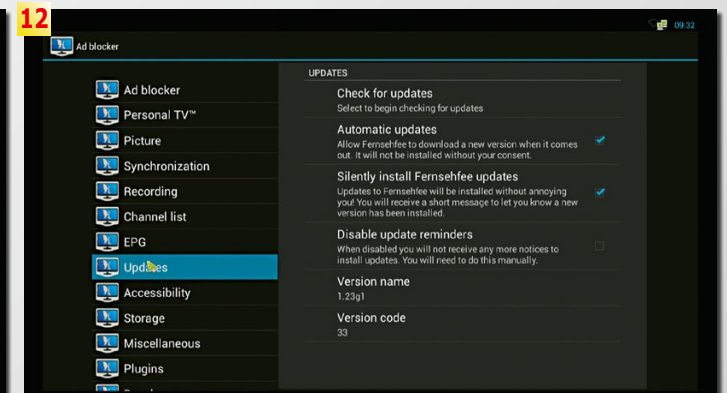 12
09:32
Ad blocker
Ad blocker
Personal TV™
Picture
Synchronization
Recording
Channel list
EPG
Updates
Accessibility
Storage
Miscellaneous
Plugins
UPDATES
Check for updates
Select to begin checking for updates
Automatic updates
Allow Fernsehfee to download a new version when it comes
out. It will not be installed without your consent.
Silently install Fernsehfee updates
Updates to Fernsehfee will be installed without annoying
you! You will receive a short message to let you know a new
version has been installed.
Disable update reminders
When disabled you will not receive any more notices to
install updates. You will need to do this manually.
Version name
1.23g1
Version code
33